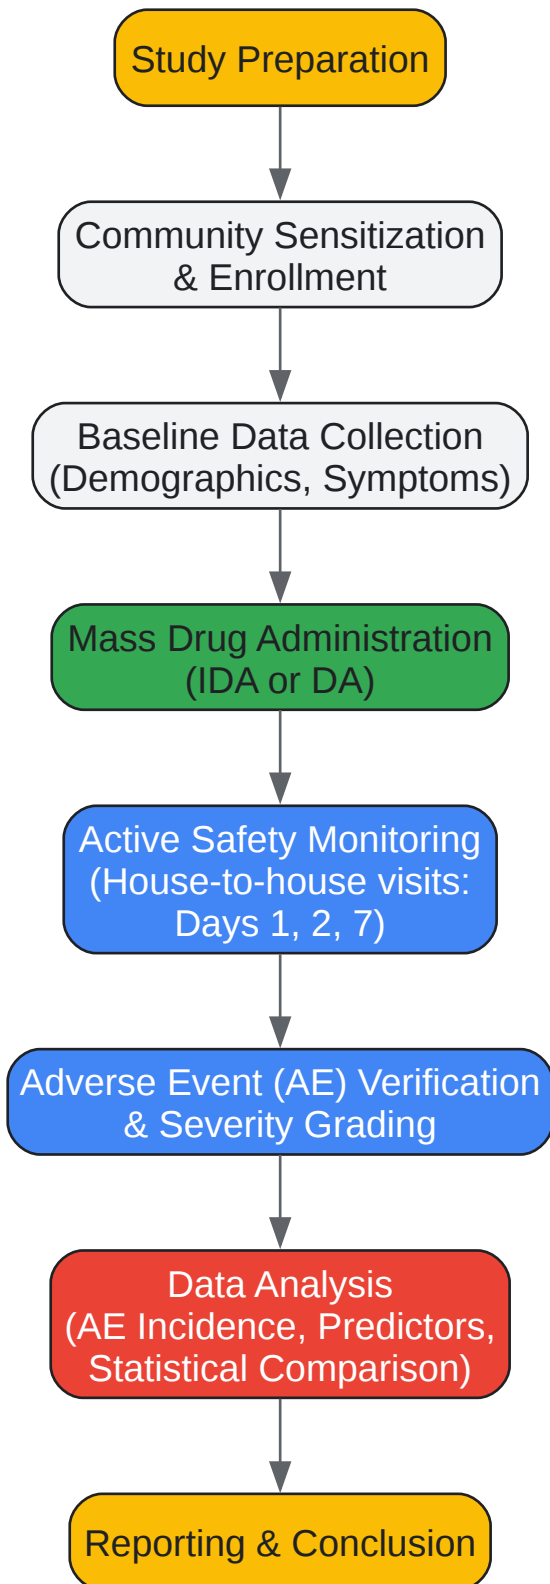 Study Preparation
Community Sensitization
& Enrollment
Baseline Data Collection
(Demographics, Symptoms)
Mass Drug Administration
(IDA or DA)
Active Safety Monitoring
(House-to-house visits:
Days 1, 2, 7)
Adverse Event (AE) Verification
& Severity Grading
Data Analysis
(AE Incidence, Predictors,
Statistical Comparison)
Reporting & Conclusion